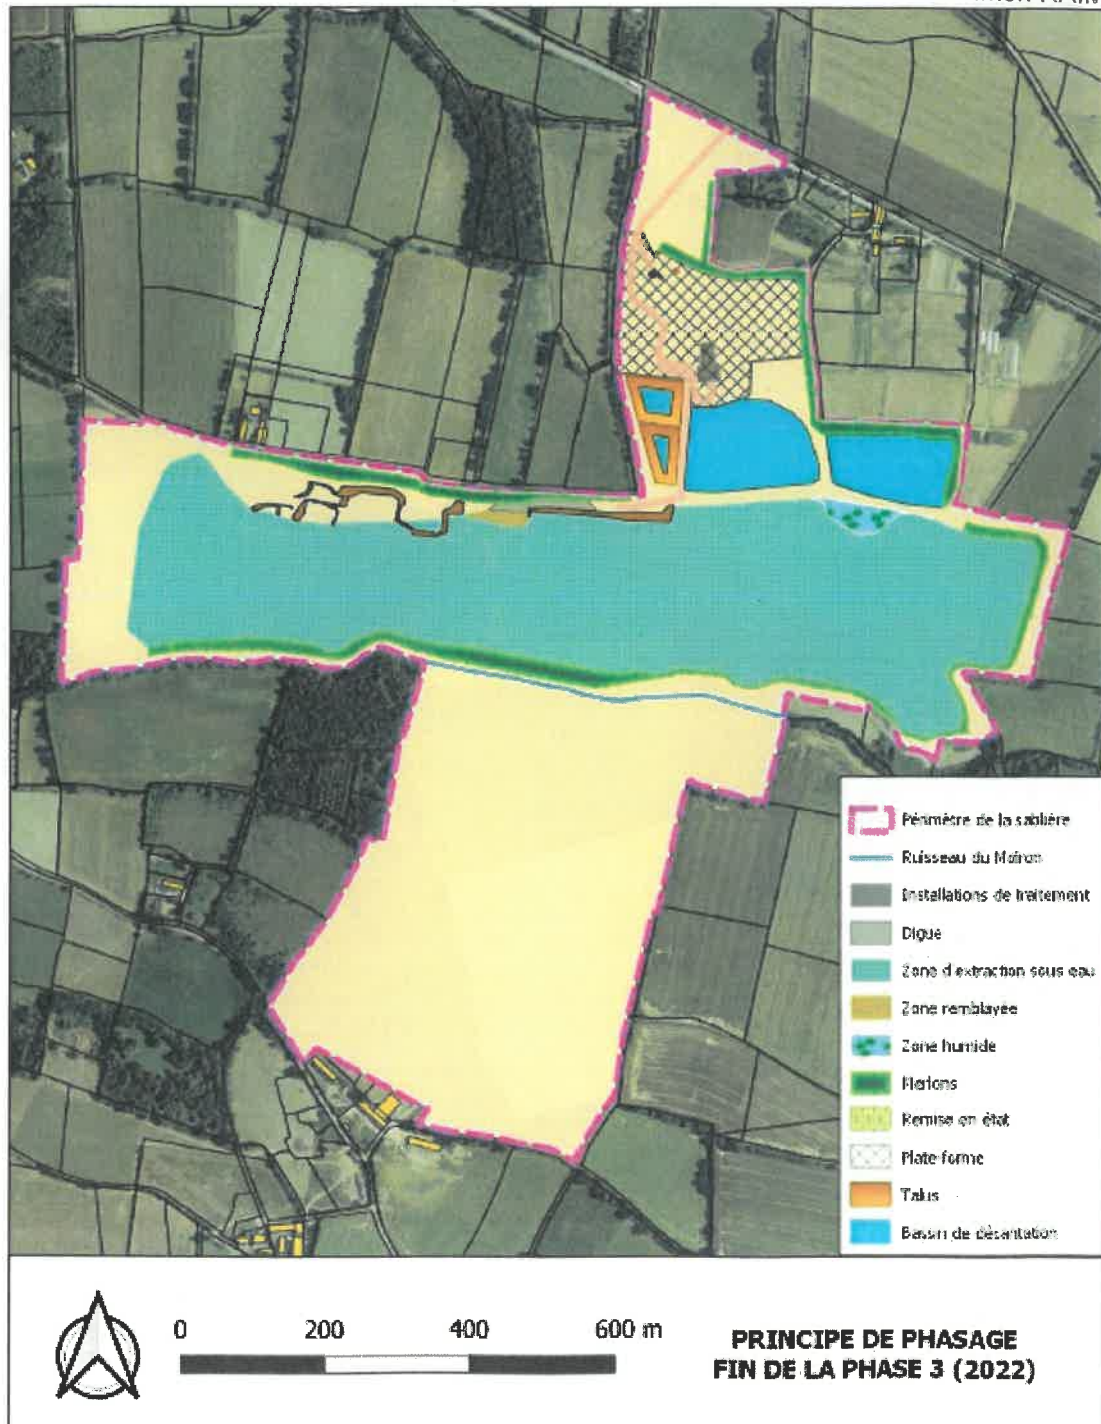 Périmètre de la sablière
Ruisseau du Moiron
Installations de traitement
Digue
Zone d'extraction sous eau
Zone remblayée
Zone humide
Merlons
Remise en état
Plate-forme
Talus
Bassin de décantation
0 200 400 600 m
PRINCIPE DE PHASAGE
FIN DE LA PHASE 3 (2022)